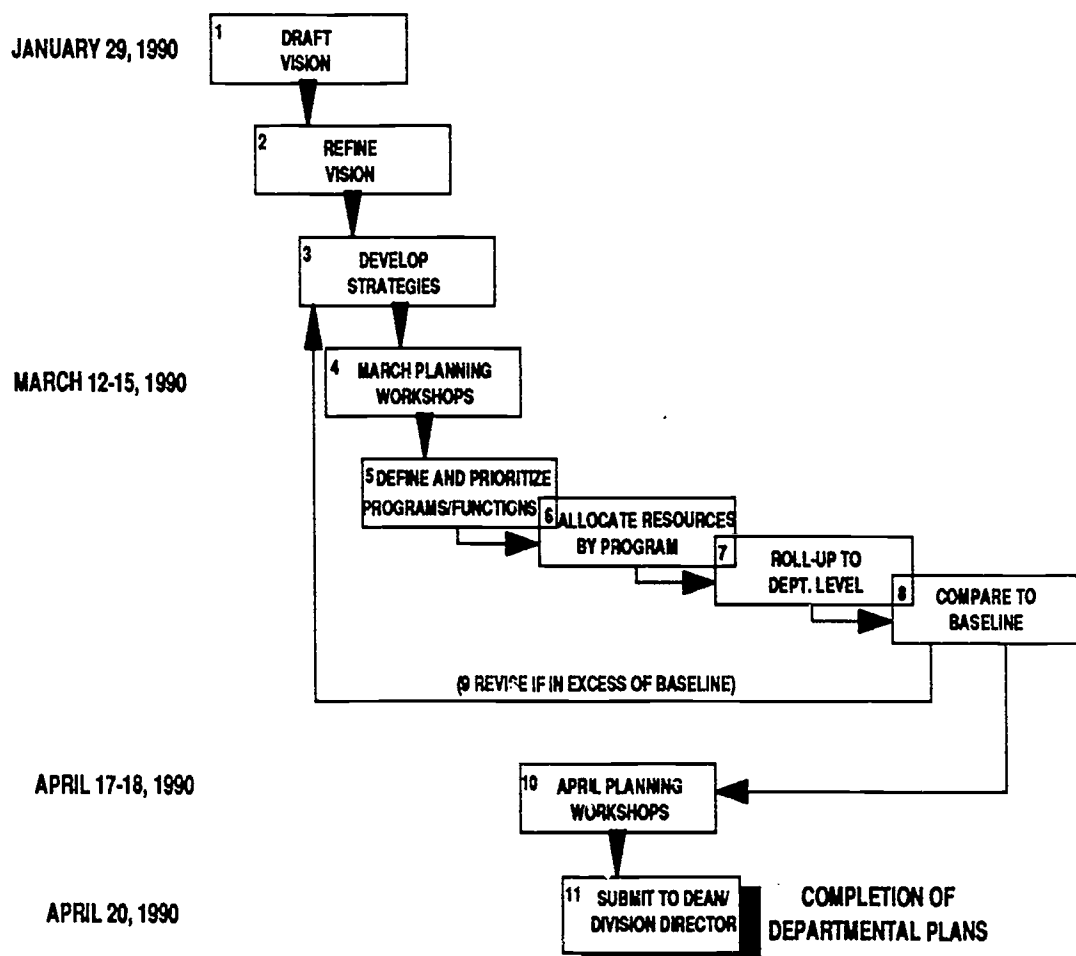 JANUARY 29, 1990
1
DRAFT
VISION
2
REFINE
VISION
3
DEVELOP
STRATEGIES
MARCH 12-15, 1990
4
MARCH PLANNING
WORKSHOPS
5 DEFINE AND PRIORITIZE
PROGRAMS/FUNCTIONS
6
ALLOCATE RESOURCES
BY PROGRAM
7
ROLL-UP TO
DEPT. LEVEL
8
COMPARE TO
BASELINE
(9 REVISE IF IN EXCESS OF BASELINE)
APRIL 17-18, 1990
10
APRIL PLANNING
WORKSHOPS
APRIL 20, 1990
11
SUBMIT TO DEAN/
DIVISION DIRECTOR
COMPLETION OF
DEPARTMENTAL PLANS